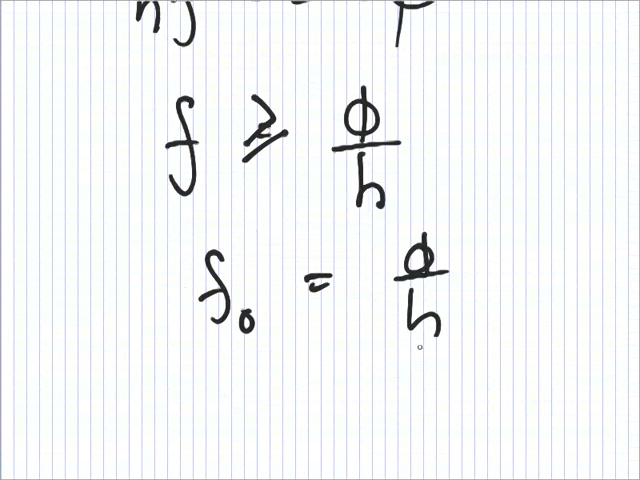 f ≥ ϕ/h
f₀ = ϕ/h